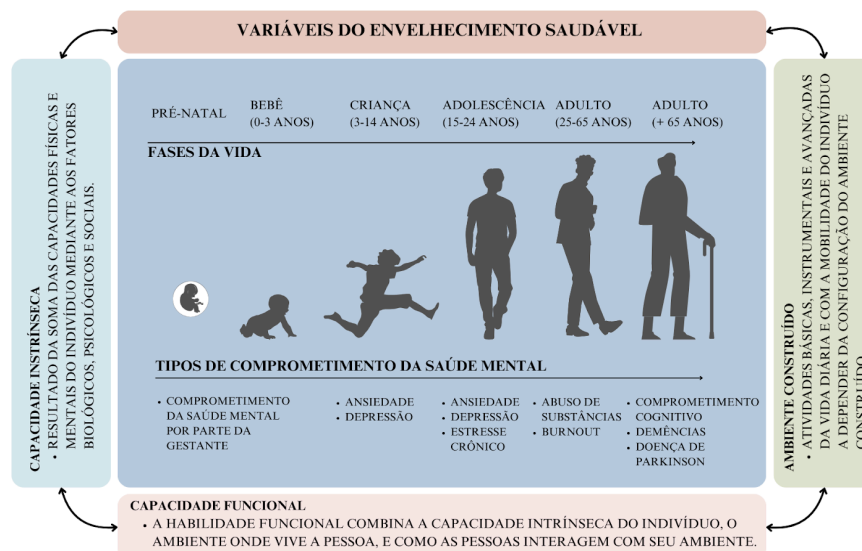 VARIÁVEIS DO ENVELHECIMENTO SAUDÁVEL
CAPACIDADE INSTRÍNSECA
• RESULTADO DA SOMA DAS CAPACIDADES FÍSICAS E
MENTAIS DO INDIVÍDUO MEDIANTE AOS FATORES
BIOLÓGICOS, PSICOLÓGICOS E SOCIAIS.
PRÉ-NATAL
BEBÊ
(0-3 ANOS)
CRIANÇA
(3-14 ANOS)
ADOLESCÊNCIA
(15-24 ANOS)
ADULTO
(25-65 ANOS)
ADULTO
(+ 65 ANOS)
FASES DA VIDA
TIPOS DE COMPROMETIMENTO DA SAÚDE MENTAL
• COMPROMETIMENTO
DA SAÚDE MENTAL
POR PARTE DA
GESTANTE
• ANSIEDADE
• DEPRESSÃO
• ANSIEDADE
• DEPRESSÃO
• ESTRESSE
CRÔNICO
• ABUSO DE
SUBSTÂNCIAS
• BURNOUT
• COMPROMETIMENTO
COGNITIVO
• DEMÊNCIAS
• DOENÇA DE
PARKINSON
AMBIENTE CONSTRUÍDO
• ATIVIDADES BÁSICAS, INSTRUMENTAIS E AVANÇADAS
DA VIDA DIÁRIA E COM A MOBILIDADE DO INDIVÍDUO
A DEPENDER DA CONFIGURAÇÃO DO AMBIENTE
CONSTRUÍDO
CAPACIDADE FUNCIONAL
• A HABILIDADE FUNCIONAL COMBINA A CAPACIDADE INTRÍNSECA DO INDIVÍDUO, O
AMBIENTE ONDE VIVE A PESSOA, E COMO AS PESSOAS INTERAGEM COM SEU AMBIENTE.